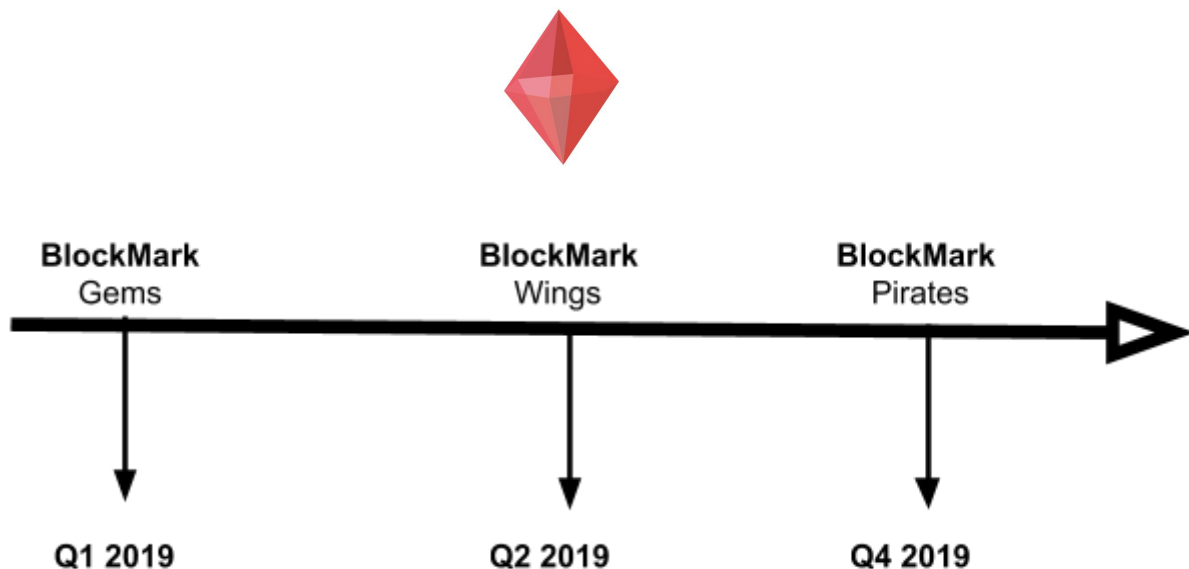 BlockMark
Gems
BlockMark
Wings
BlockMark
Pirates
Q1 2019
Q2 2019
Q4 2019